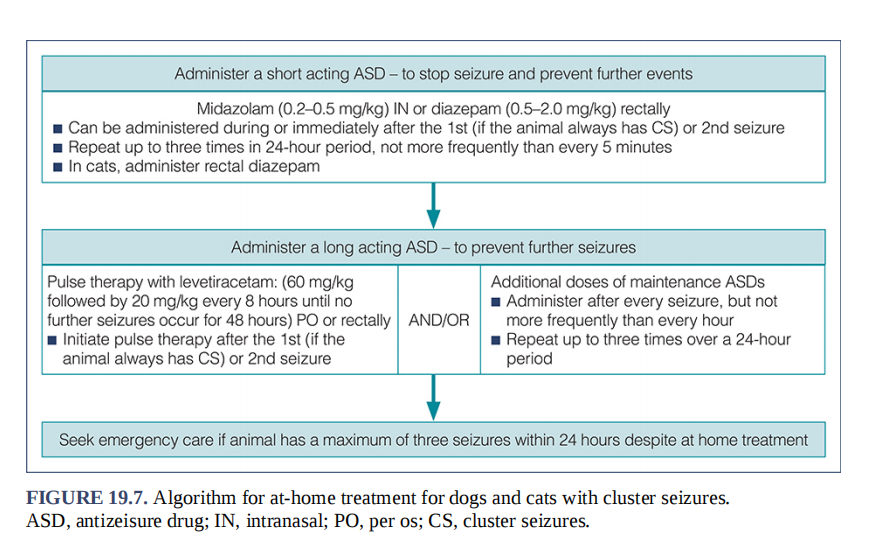 Administer a short acting ASD – to stop seizure and prevent further events
Midazolam (0.2–0.5 mg/kg) IN or diazepam (0.5–2.0 mg/kg) rectally
■ Can be administered during or immediately after the 1st (if the animal always has CS) or 2nd seizure
■ Repeat up to three times in 24-hour period, not more frequently than every 5 minutes
■ In cats, administer rectal diazepam
Administer a long acting ASD – to prevent further seizures
Pulse therapy with levetiracetam: (60 mg/kg
followed by 20 mg/kg every 8 hours until no
further seizures occur for 48 hours) PO or rectally
■ Initiate pulse therapy after the 1st (if the
animal always has CS) or 2nd seizure
AND/OR
Additional doses of maintenance ASDs
■ Administer after every seizure, but not
more frequently than every hour
■ Repeat up to three times over a 24-hour
period
Seek emergency care if animal has a maximum of three seizures within 24 hours despite at home treatment
FIGURE 19.7. Algorithm for at-home treatment for dogs and cats with cluster seizures.
ASD, antizeisure drug; IN, intranasal; PO, per os; CS, cluster seizures.